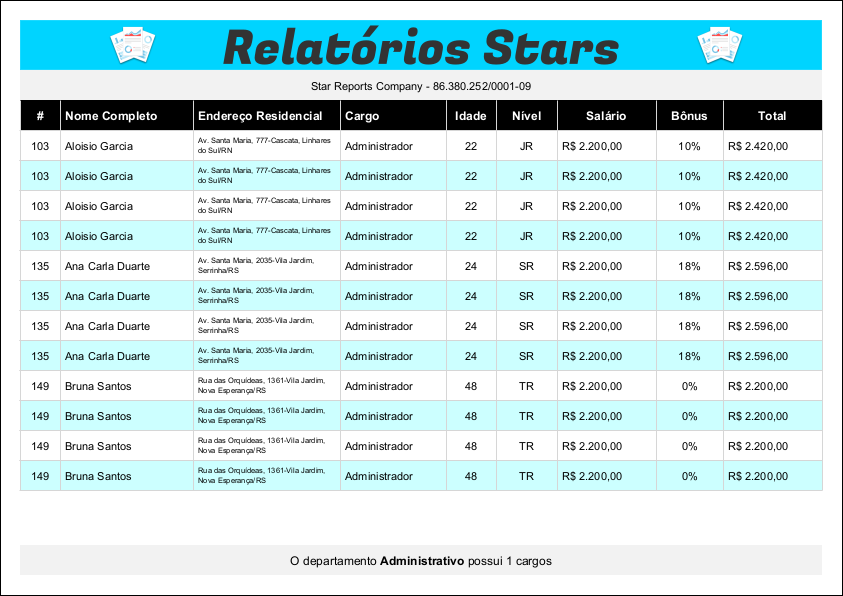 Relatórios Stars
Star Reports Company - 86.380.252/0001-09
# Nome Completo Endereço Residencial Cargo Idade Nível Salário Bônus Total
103 Aloisio Garcia Av. Santa Maria, 777-Cascata, Linhares do Sul/RN Administrador 22 JR R$ 2.200,00 10% R$ 2.420,00
103 Aloisio Garcia Av. Santa Maria, 777-Cascata, Linhares do Sul/RN Administrador 22 JR R$ 2.200,00 10% R$ 2.420,00
103 Aloisio Garcia Av. Santa Maria, 777-Cascata, Linhares do Sul/RN Administrador 22 JR R$ 2.200,00 10% R$ 2.420,00
103 Aloisio Garcia Av. Santa Maria, 777-Cascata, Linhares do Sul/RN Administrador 22 JR R$ 2.200,00 10% R$ 2.420,00
135 Ana Carla Duarte Av. Santa Maria, 2035-Vila Jardim, Serrinha/RS Administrador 24 SR R$ 2.200,00 18% R$ 2.596,00
135 Ana Carla Duarte Av. Santa Maria, 2035-Vila Jardim, Serrinha/RS Administrador 24 SR R$ 2.200,00 18% R$ 2.596,00
135 Ana Carla Duarte Av. Santa Maria, 2035-Vila Jardim, Serrinha/RS Administrador 24 SR R$ 2.200,00 18% R$ 2.596,00
135 Ana Carla Duarte Av. Santa Maria, 2035-Vila Jardim, Serrinha/RS Administrador 24 SR R$ 2.200,00 18% R$ 2.596,00
149 Bruna Santos Rua das Orquídeas, 1361-Vila Jardim, Nova Esperança/RS Administrador 48 TR R$ 2.200,00 0% R$ 2.200,00
149 Bruna Santos Rua das Orquídeas, 1361-Vila Jardim, Nova Esperança/RS Administrador 48 TR R$ 2.200,00 0% R$ 2.200,00
149 Bruna Santos Rua das Orquídeas, 1361-Vila Jardim, Nova Esperança/RS Administrador 48 TR R$ 2.200,00 0% R$ 2.200,00
149 Bruna Santos Rua das Orquídeas, 1361-Vila Jardim, Nova Esperança/RS Administrador 48 TR R$ 2.200,00 0% R$ 2.200,00
O departamento Administrativo possui 1 cargos